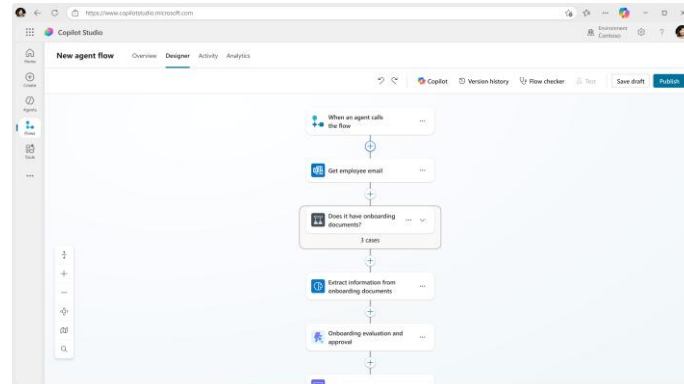 https://www.copilotstudio.microsoft.com
Copilot Studio
Environment
Contoso
?
Home
New agent flow
Overview
Designer
Activity
Analytics
Create
Copilot
Version history
Flow checker
Test
Save draft
Publish
Agents
Flows
Tools
When an agent calls
the flow
Get employee email
Does it have onboarding
documents?
3 cases
Extract information from
onboarding documents
Onboarding evaluation and
approval